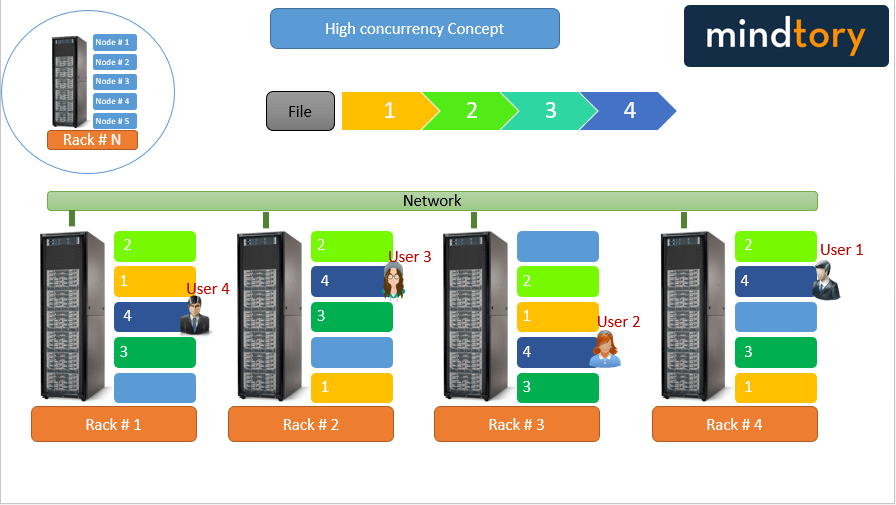 High concurrency Concept
mindtory
Node # 1
Node # 2
Node # 3
Node # 4
Node # 5
Rack # N
File
1
2
3
4
Network
2
1
4
3
User 4
Rack # 1
2
4
3
1
User 3
Rack # 2
2
1
4
3
User 2
Rack # 3
2
4
3
1
User 1
Rack # 4